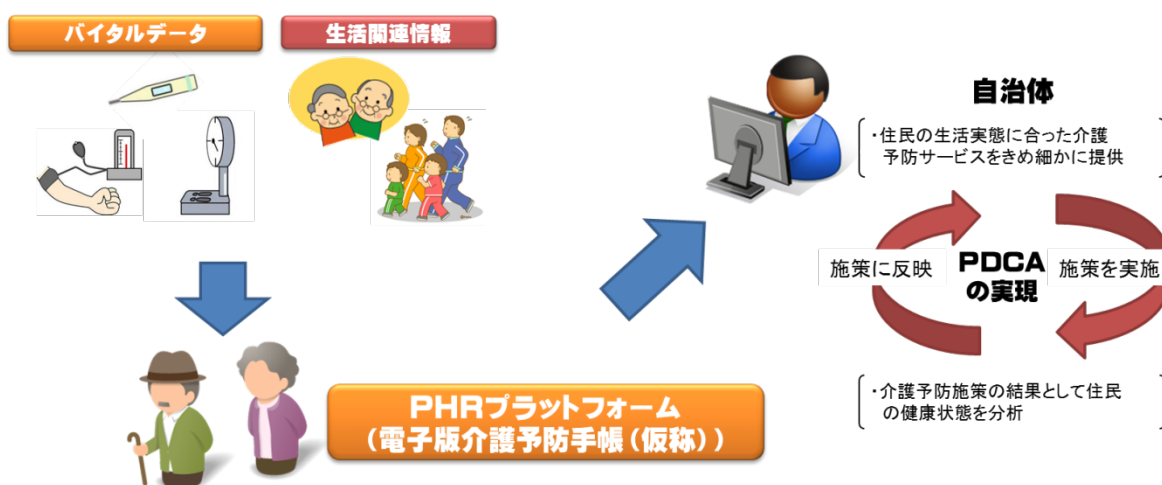 バイタルデータ
生活関連情報
自治体
・住民の生活実態に合った介護
予防サービスをきめ細かに提供
施策に反映
PDCA
の実現
施策を実施
・介護予防施策の結果として住民
の健康状態を分析
PHRプラットフォーム
(電子版介護予防手帳(仮称))